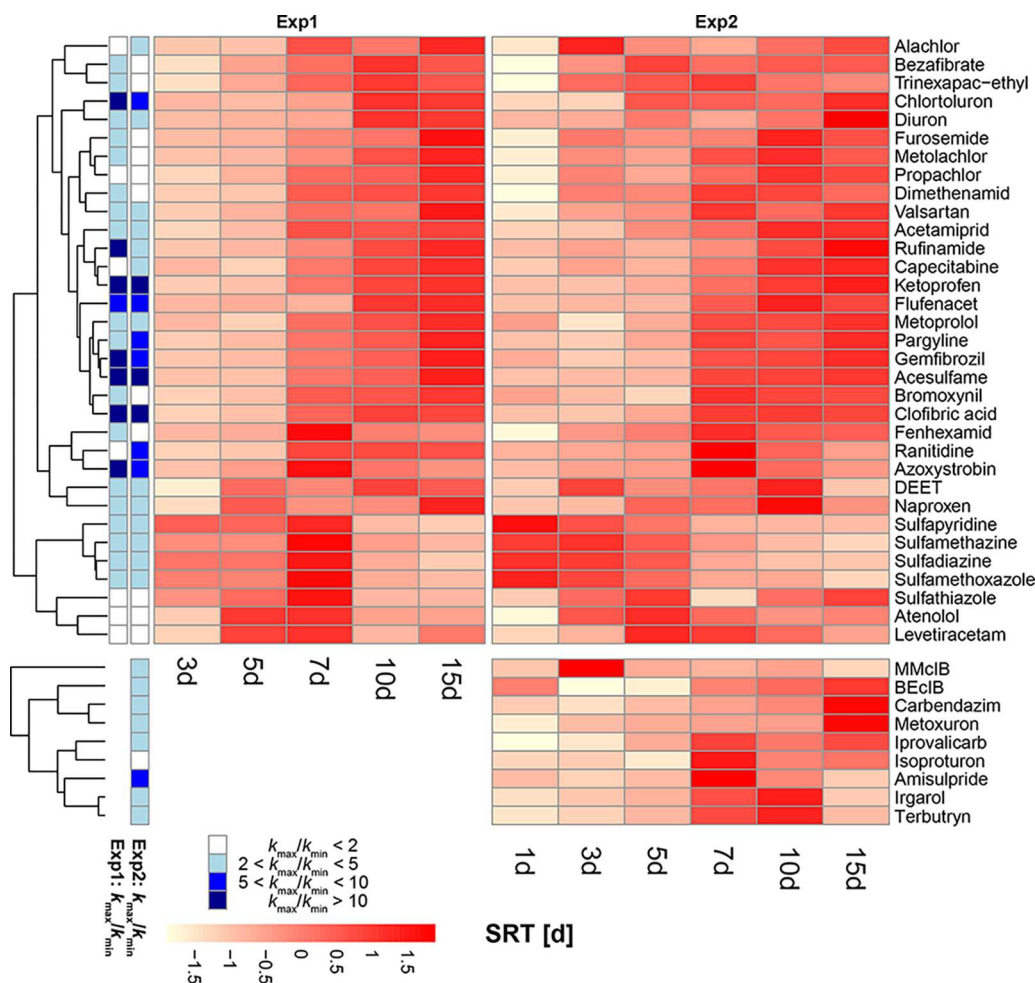 Exp1 Exp2
Alachlor
Bezafibrate
Trinexapac-ethyl
Chlortoluron
Diuron
Furosemide
Metolachlor
Propachlor
Dimethenamid
Valsartan
Acetamiprid
Rufinamide
Capecitabine
Ketoprofen
Flufenacet
Metoprolol
Pargyline
Gemfibrozil
Acesulfame
Bromoxynil
Clofibric acid
Fenhexamid
Ranitidine
Azoxystrobin
DEET
Naproxen
Sulfapyridine
Sulfamethazine
Sulfadiazine
Sulfamethoxazole
Sulfathiazole
Atenolol
Levetiracetam
3d 5d 7d 10d 15d
MMclB
BEclB
Carbendazim
Metoxuron
Iprovalicarb
Isoproturon
Amisulpride
Irgarol
Terbutryn
1d 3d 5d 7d 10d 15d
Exp1: kmax/kmin
Exp2: kmax/kmin
kmax/kmin < 2
2 < kmax/kmin < 5
5 < kmax/kmin < 10
kmax/kmin > 10
SRT [d]
-1.5 -1 -0.5 0 0.5 1 1.5